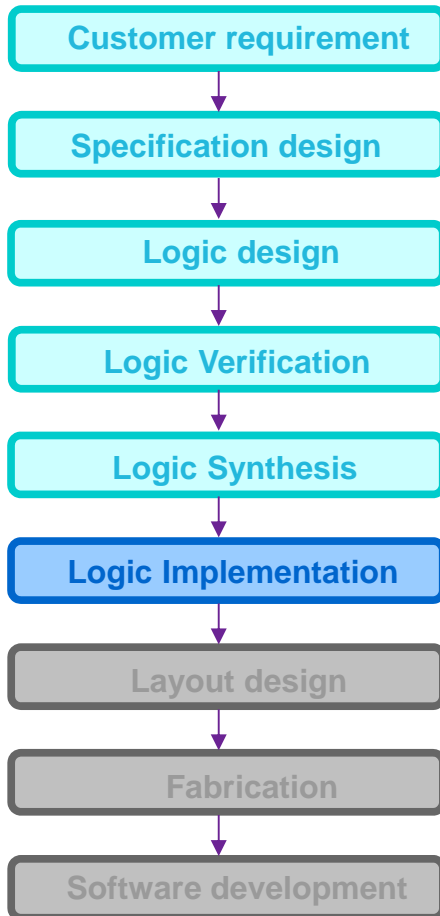 Customer requirement
Specification design
Logic design
Logic Verification
Logic Synthesis
Logic Implementation
Layout design
Fabrication
Software development